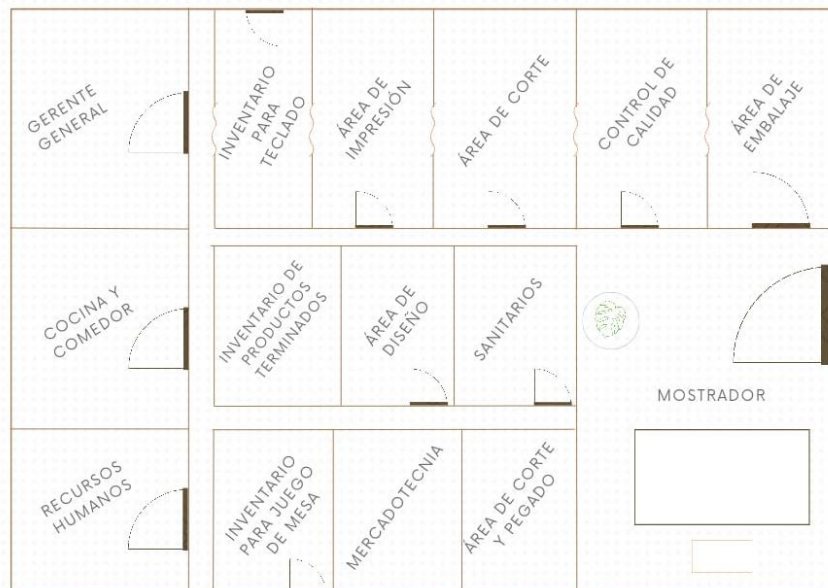 GERENTE
GENERAL
INVENTARIO
PARA
TECLADO
ÁREA DE
IMPRESIÓN
ÁREA DE CORTE
CONTROL DE
CALIDAD
ÁREA DE
EMBALAJE
COCINA Y
COMEDOR
INVENTARIO DE
PRODUCTOS
TERMINADOS
ÁREA DE
DISEÑO
SANITARIOS
MOSTRADOR
RECURSOS
HUMANOS
INVENTARIO
PARA JUEGO
DE MESA
MERCADOTECNIA
ÁREA DE CORTE
Y PEGADO